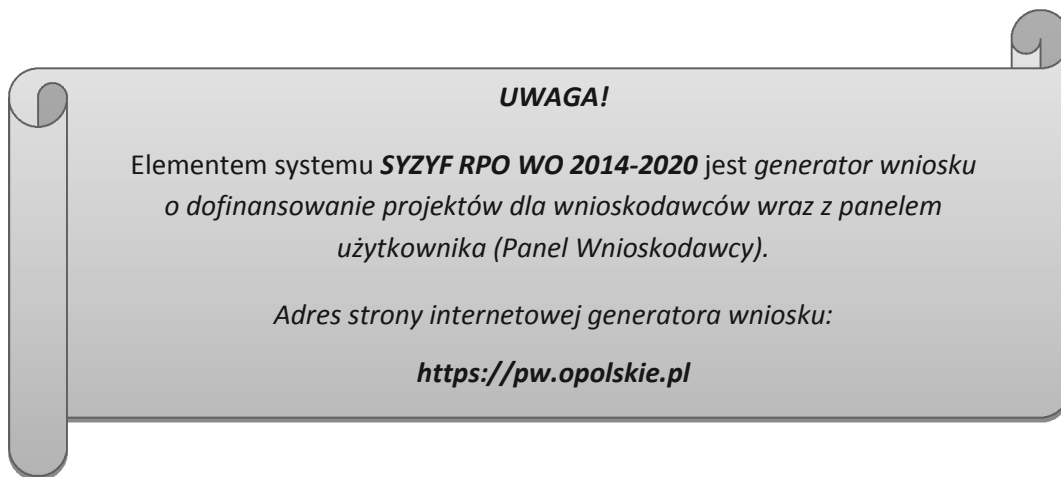 UWAGA!
Elementem systemu SYZYF RPO WO 2014-2020 jest generator wniosku
o dofinansowanie projektów dla wnioskodawców wraz z panelem
użytkownika (Panel Wnioskodawcy).
Adres strony internetowej generatora wniosku:
https://pw.opolskie.pl